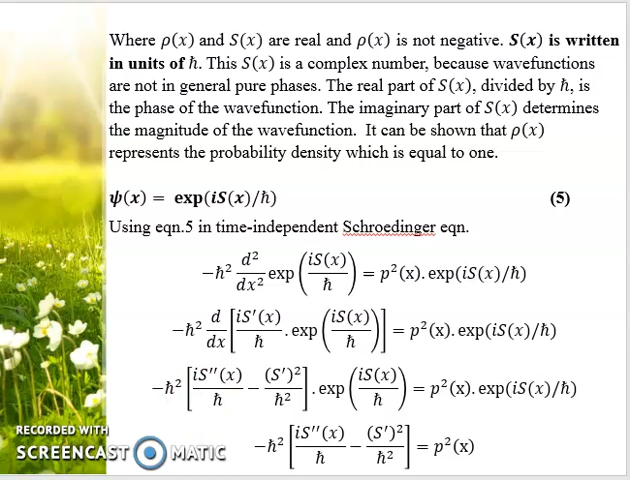 Where ρ(x) and S(x) are real and ρ(x) is not negative. S(x) is written
in units of ħ. This S(x) is a complex number, because wavefunctions
are not in general pure phases. The real part of S(x), divided by ħ, is
the phase of the wavefunction. The imaginary part of S(x) determines
the magnitude of the wavefunction. It can be shown that ρ(x)
represents the probability density which is equal to one.
ψ(x) = exp(iS(x)/ħ) (5)
Using eqn.5 in time-independent Schroedinger eqn.
−ħ² d²/dx² exp (iS(x)/ħ) = p²(x). exp(iS(x)/ħ)
−ħ² d/dx [iS′(x)/ħ . exp (iS(x)/ħ)] = p²(x). exp(iS(x)/ħ)
−ħ² [iS″(x)/ħ − (S′)²/ħ²] . exp (iS(x)/ħ) = p²(x). exp(iS(x)/ħ)
−ħ² [iS″(x)/ħ − (S′)²/ħ²] = p²(x)
RECORDED WITH
SCREENCAST MATIC